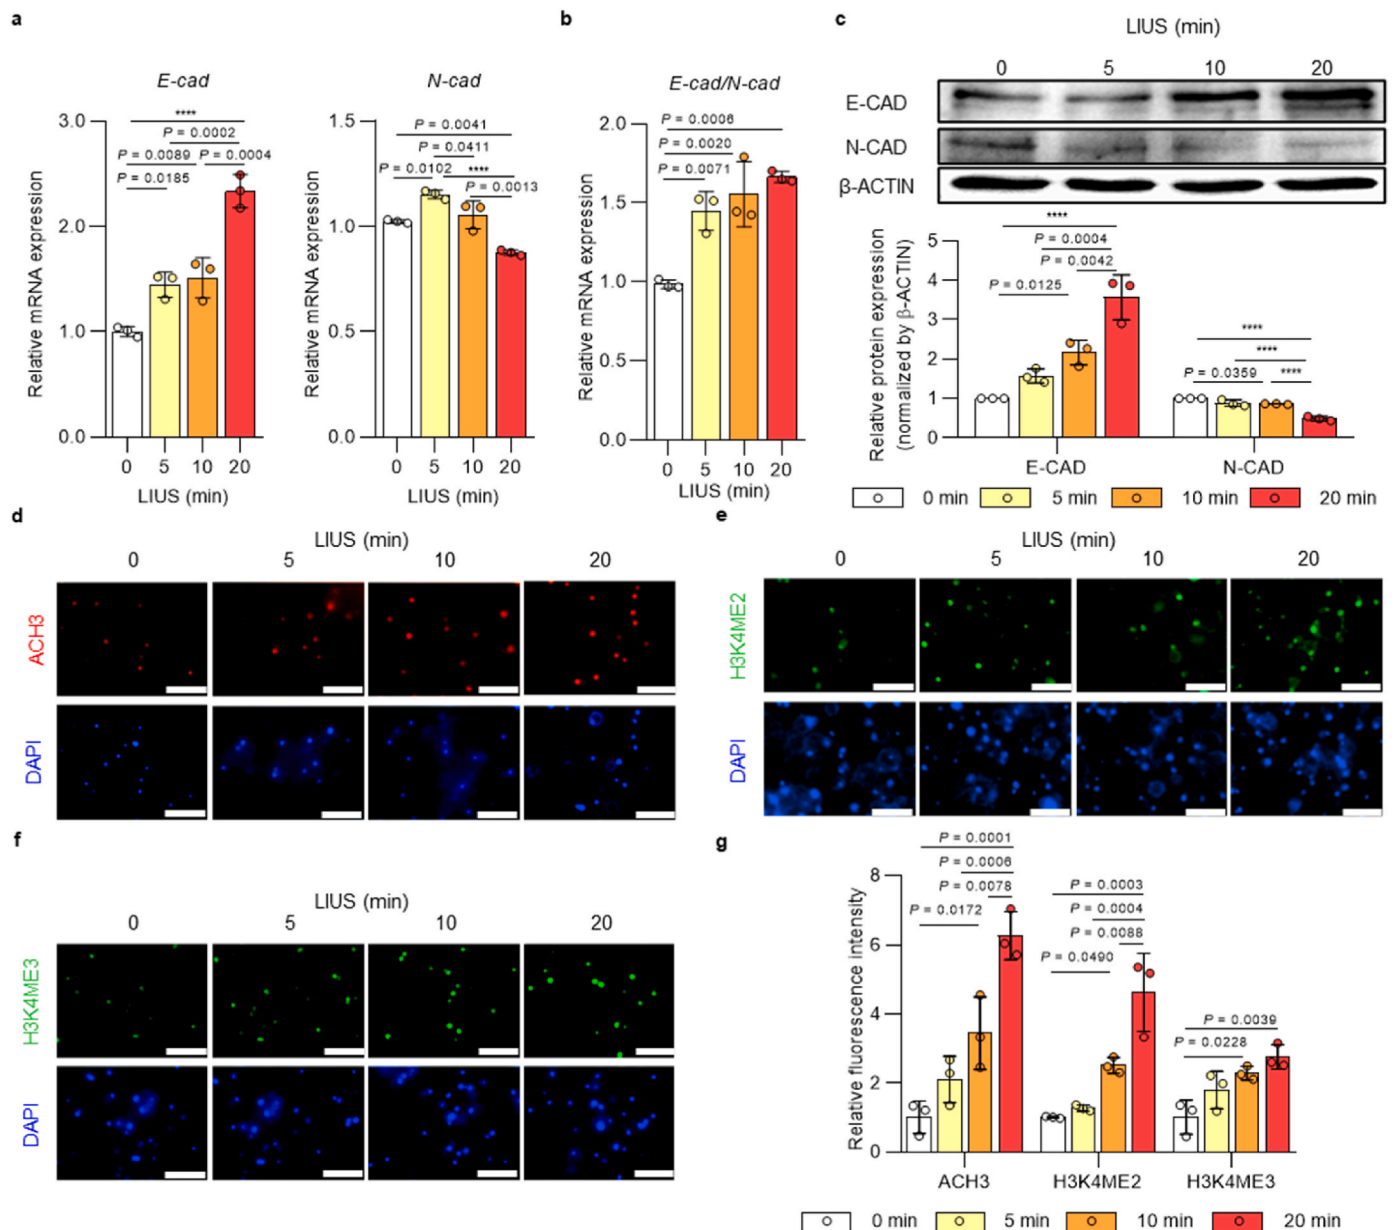 a
E-cad
Relative mRNA expression
3.0
2.0
1.0
0.0
****
P = 0.0002
P = 0.0089
P = 0.0004
P = 0.0185
0
5
10
20
LIUS (min)
N-cad
Relative mRNA expression
1.5
1.0
0.5
0.0
P = 0.0041
P = 0.0411
P = 0.0102
****
P = 0.0013
0
5
10
20
LIUS (min)
b
E-cad/N-cad
Relative mRNA expression
2.0
1.5
1.0
0.5
0.0
P = 0.0006
P = 0.0020
P = 0.0071
0
5
10
20
LIUS (min)
c
LIUS (min)
0
5
10
20
E-CAD
N-CAD
β-ACTIN
Relative protein expression
(normalized by β-ACTIN)
5
4
3
2
1
0
****
P = 0.0004
P = 0.0042
P = 0.0125
****
****
P = 0.0359
****
E-CAD
N-CAD
0 min
5 min
10 min
20 min
d
LIUS (min)
0
5
10
20
ACH3
DAPI
e
LIUS (min)
0
5
10
20
H3K4ME2
DAPI
f
LIUS (min)
0
5
10
20
H3K4ME3
DAPI
g
Relative fluorescence intensity
8
6
4
2
0
P = 0.0001
P = 0.0006
P = 0.0078
P = 0.0172
P = 0.0003
P = 0.0004
P = 0.0088
P = 0.0490
P = 0.0039
P = 0.0228
ACH3
H3K4ME2
H3K4ME3
0 min
5 min
10 min
20 min